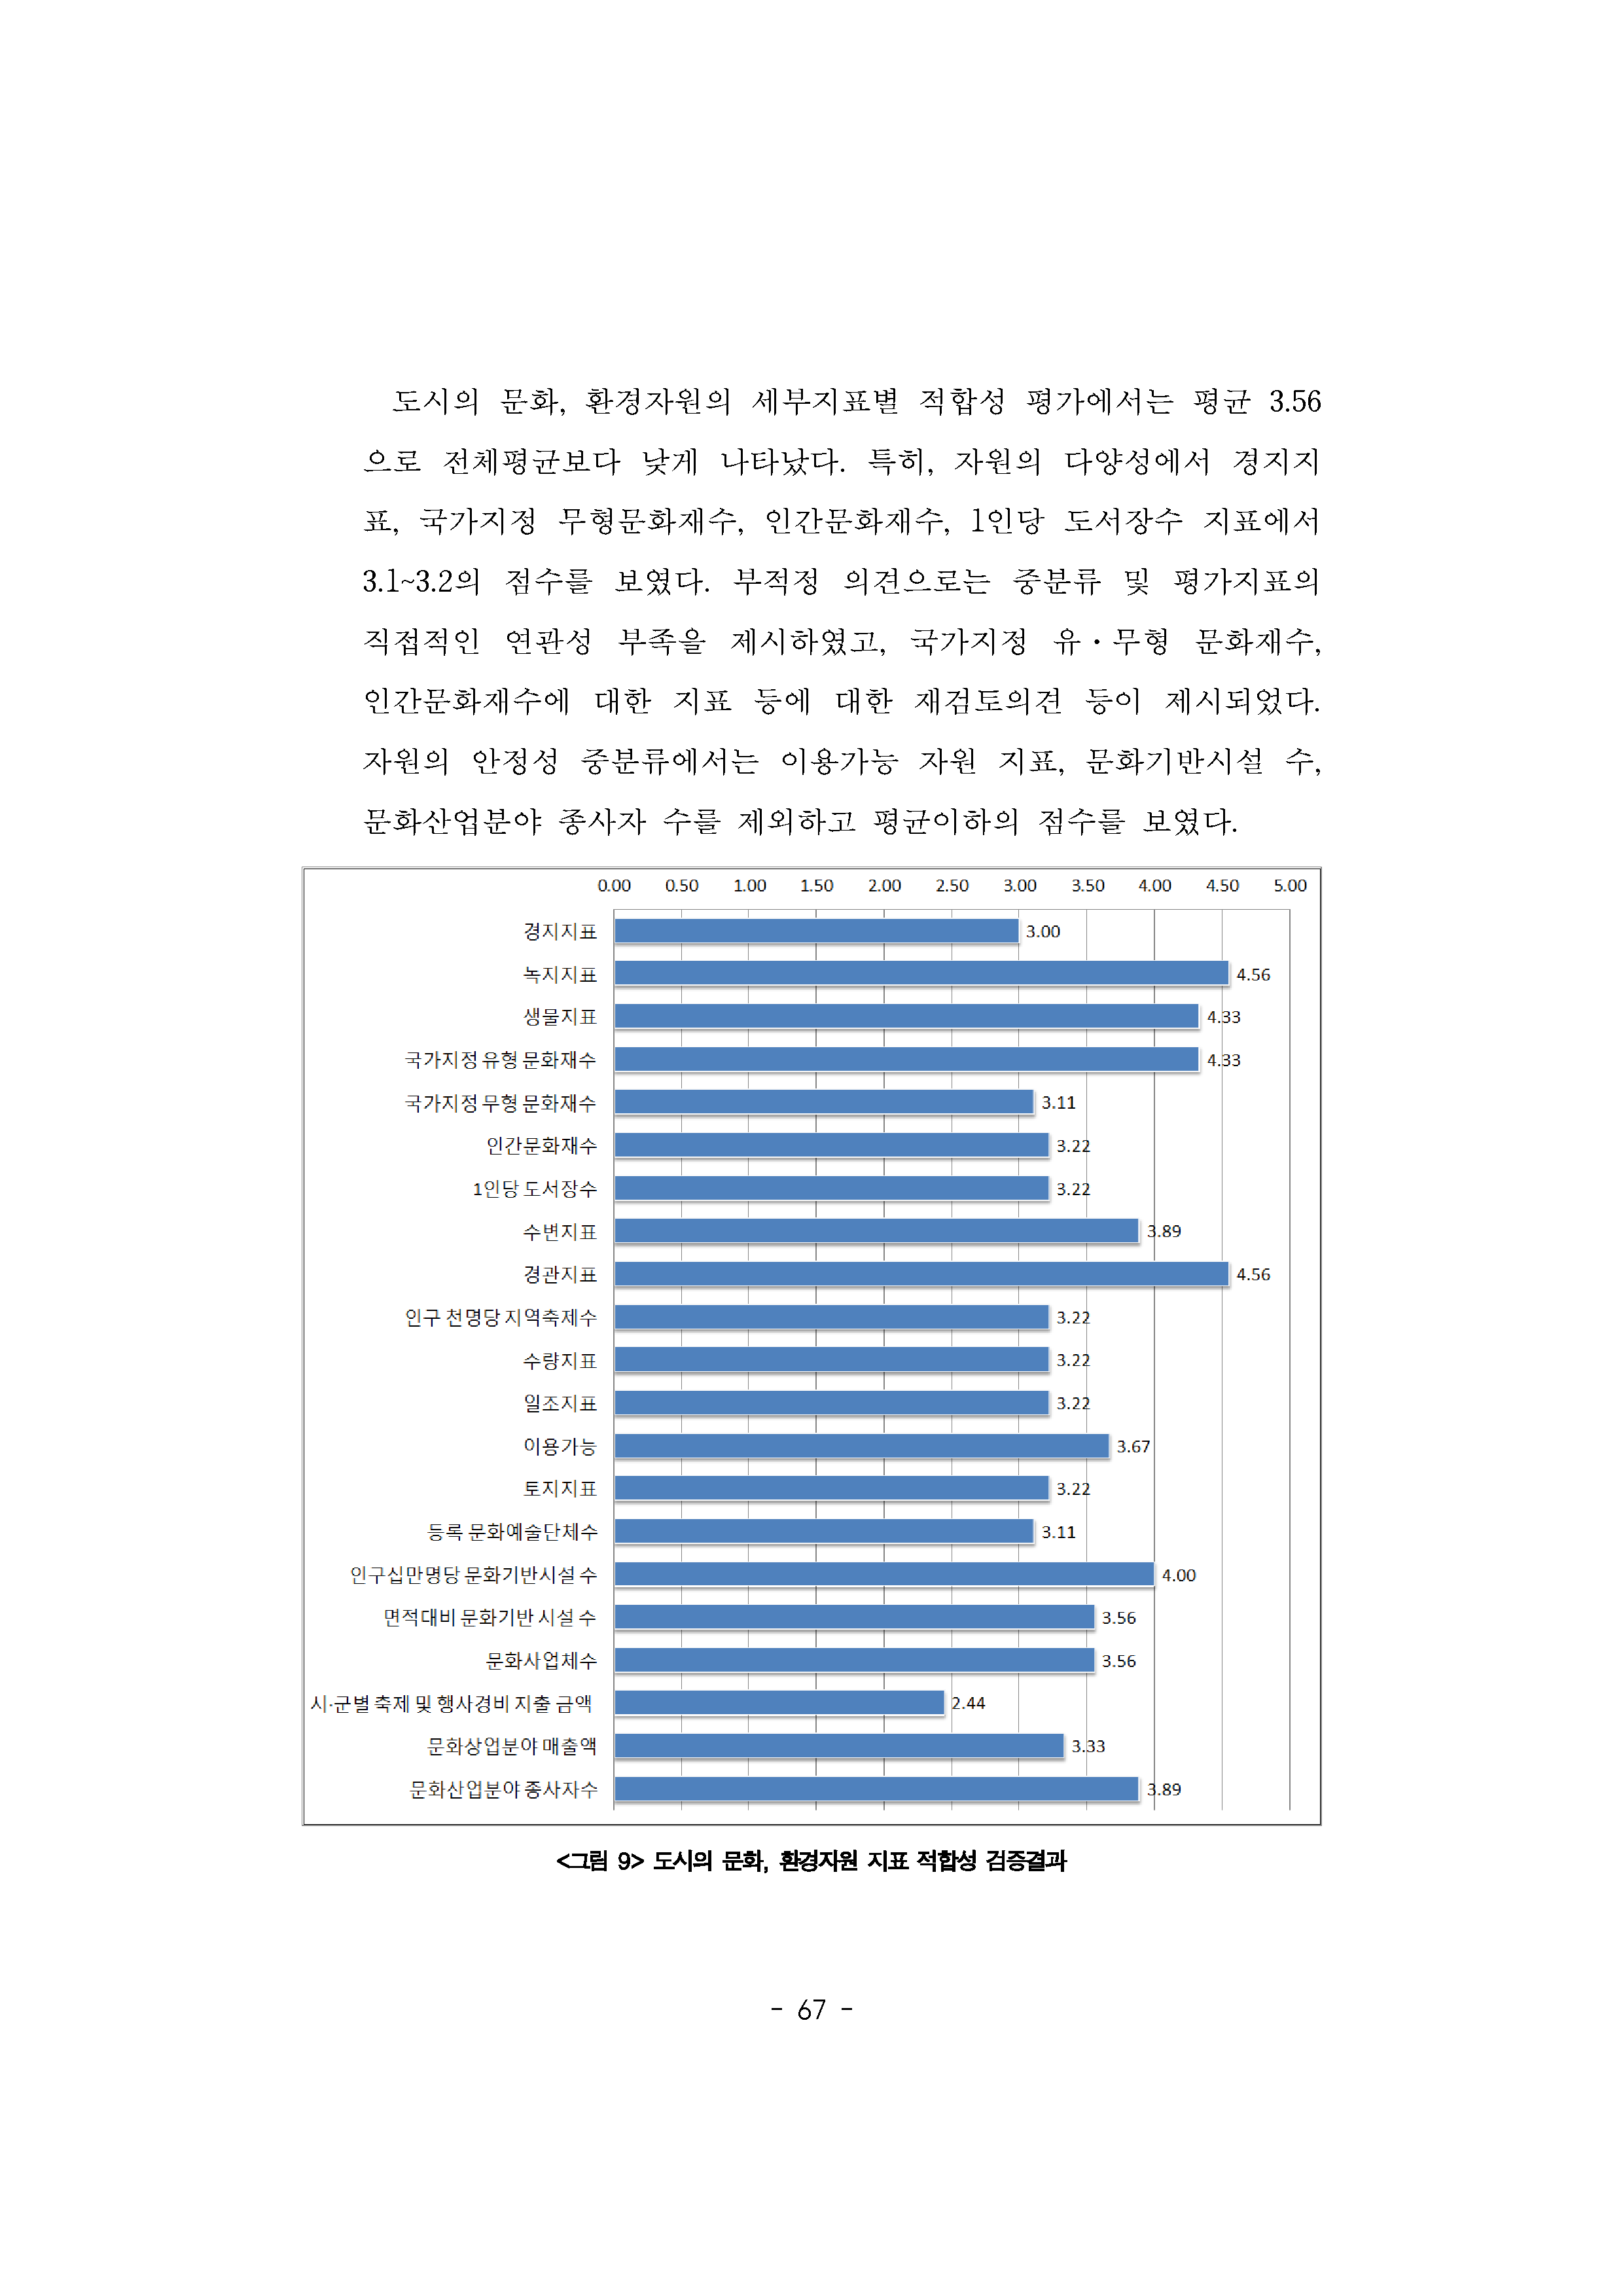 도시의 문화, 환경자원의 세부지표별 적합성 평가에서는 평균 3.56
으로 전체평균보다 낮게 나타났다. 특히, 자원의 다양성에서 경지지
표, 국가지정 무형문화재수, 인간문화재수, 1인당 도서장수 지표에서
3.1~3.2의 점수를 보였다. 부적정 의견으로는 중분류 및 평가지표의
직접적인 연관성 부족을 제시하였고, 국가지정 유·무형 문화재수,
인간문화재수에 대한 지표 등에 대한 재검토의견 등이 제시되었다.
자원의 안정성 중분류에서는 이용가능 자원 지표, 문화기반시설 수,
문화산업분야 종사자 수를 제외하고 평균이하의 점수를 보였다.
0.00 0.50 1.00 1.50 2.00 2.50 3.00 3.50 4.00 4.50 5.00
경지지표 3.00
녹지지표 4.56
생물지표 4.33
국가지정 유형 문화재수 4.33
국가지정 무형 문화재수 3.11
인간문화재수 3.22
1인당 도서장수 3.22
수변지표 3.89
경관지표 4.56
인구 천명당 지역축제수 3.22
수량지표 3.22
일조지표 3.22
이용가능 3.67
토지지표 3.22
등록 문화예술단체수 3.11
인구십만명당 문화기반시설 수 4.00
면적대비 문화기반 시설 수 3.56
문화사업체수 3.56
시·군별 축제 및 행사경비 지출 금액 2.44
문화상업분야 매출액 3.33
문화산업분야 종사자수 3.89
<그림 9> 도시의 문화, 환경자원 지표 적합성 검증결과
- 67 -